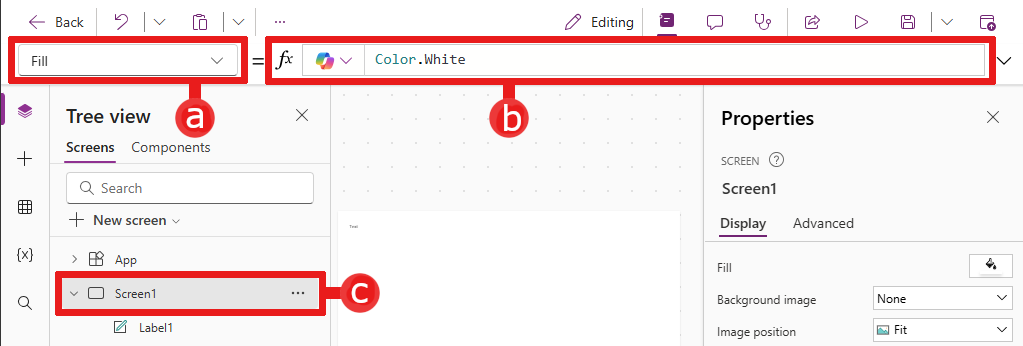 Back
Editing
Fill
= fx Color.White
a
b
Tree view
Screens Components
Search
New screen
App
Screen1
c
Label1
Text
{x}
Properties
SCREEN ?
Screen1
Display Advanced
Fill
Background image None
Image position Fit